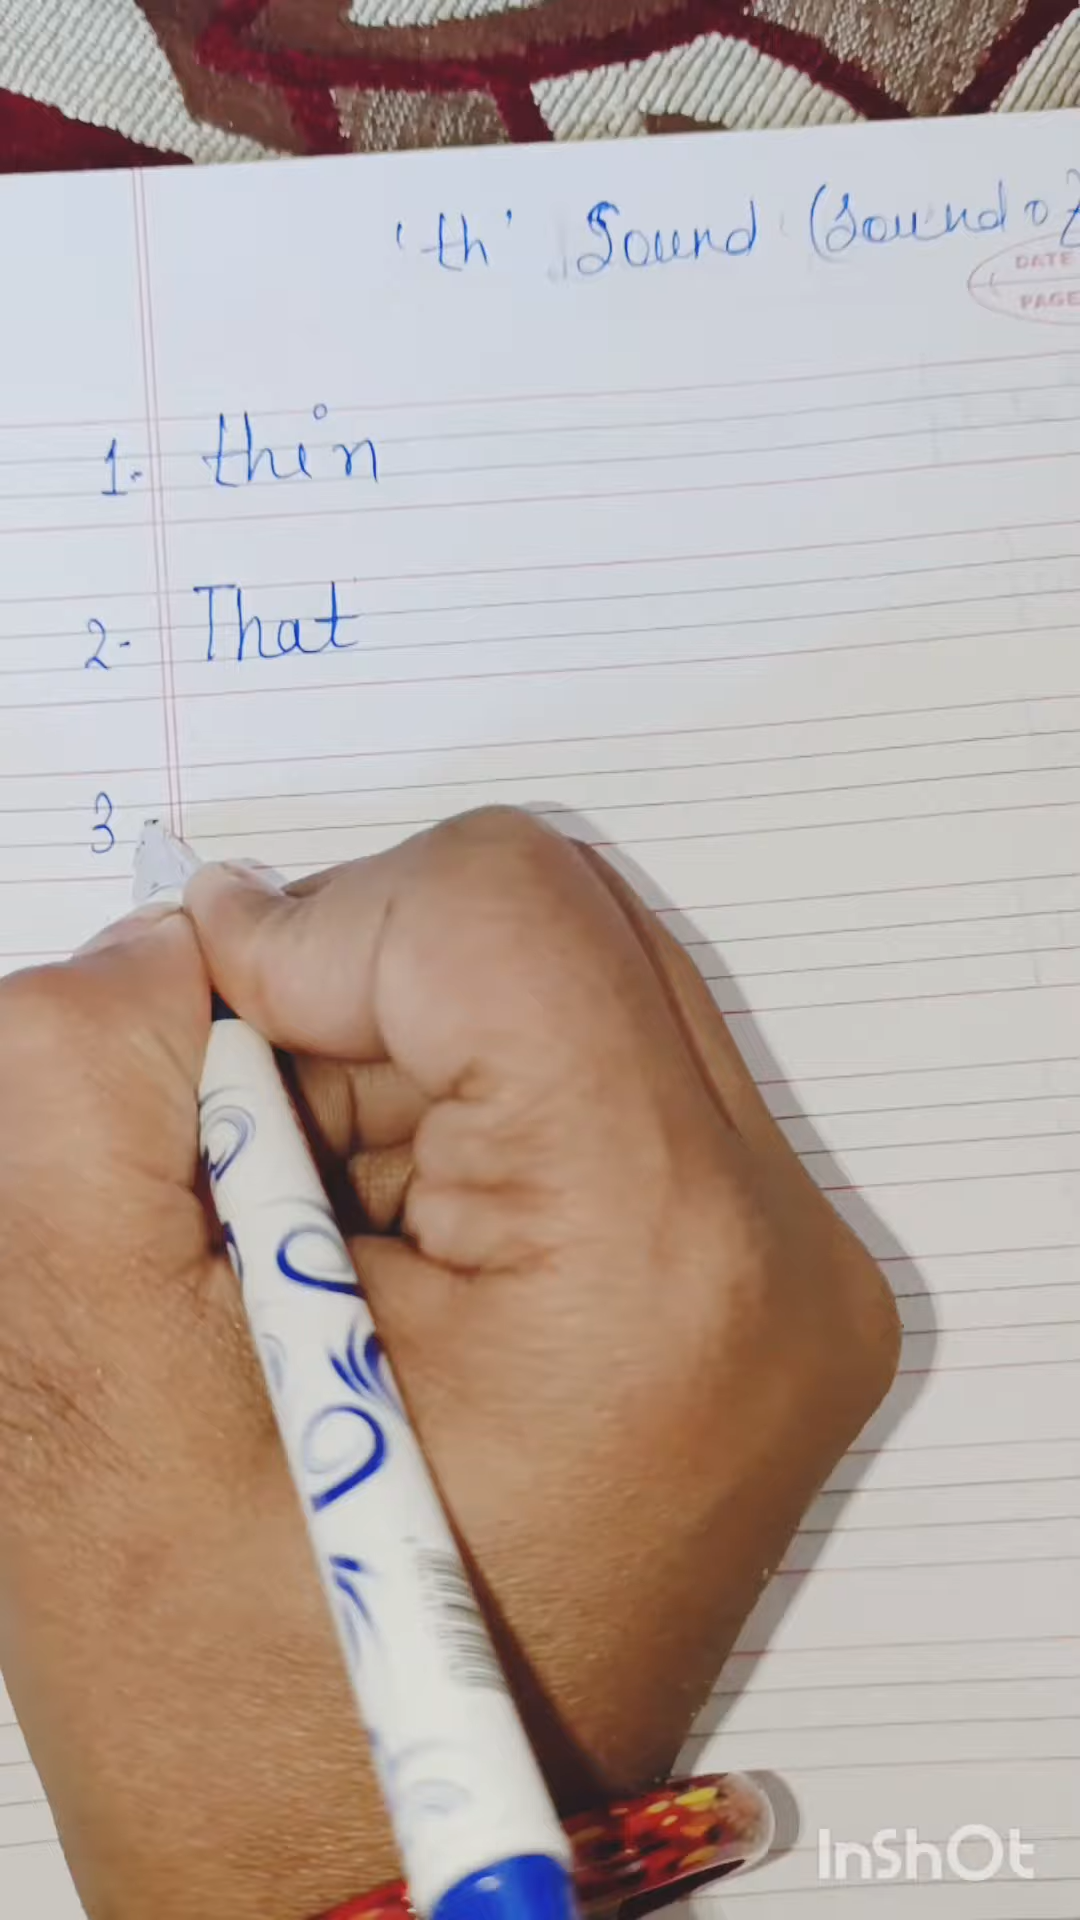 'th' Sound (Sound of
DATE
PAGE
1- thin
2- That
3-
InShOt